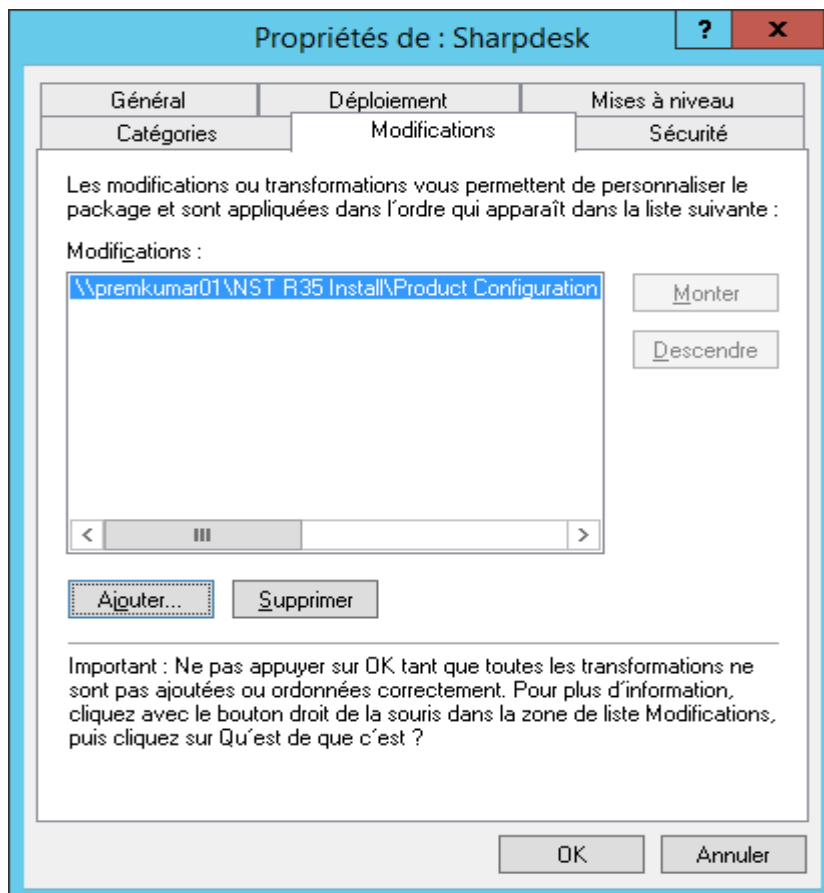 Propriétés de : Sharpdesk
?
x
Général
Déploiement
Mises à niveau
Catégories
Modifications
Sécurité
Les modifications ou transformations vous permettent de personnaliser le
package et sont appliquées dans l'ordre qui apparaît dans la liste suivante :
Modifications :
\\premkumar01\NST R35 Install\Product Configuration
Monter
Descendre
Ajouter...
Supprimer
Important : Ne pas appuyer sur OK tant que toutes les transformations ne
sont pas ajoutées ou ordonnées correctement. Pour plus d'information,
cliquez avec le bouton droit de la souris dans la zone de liste Modifications,
puis cliquez sur Qu'est de que c'est ?
OK
Annuler